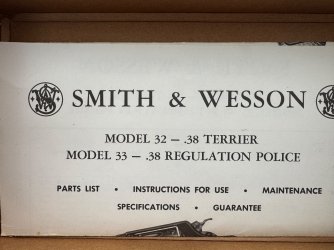 SMITH & WESSON
MODEL 32 — .38 TERRIER
MODEL 33 — .38 REGULATION POLICE
PARTS LIST • INSTRUCTIONS FOR USE • MAINTENANCE
SPECIFICATIONS • GUARANTEE